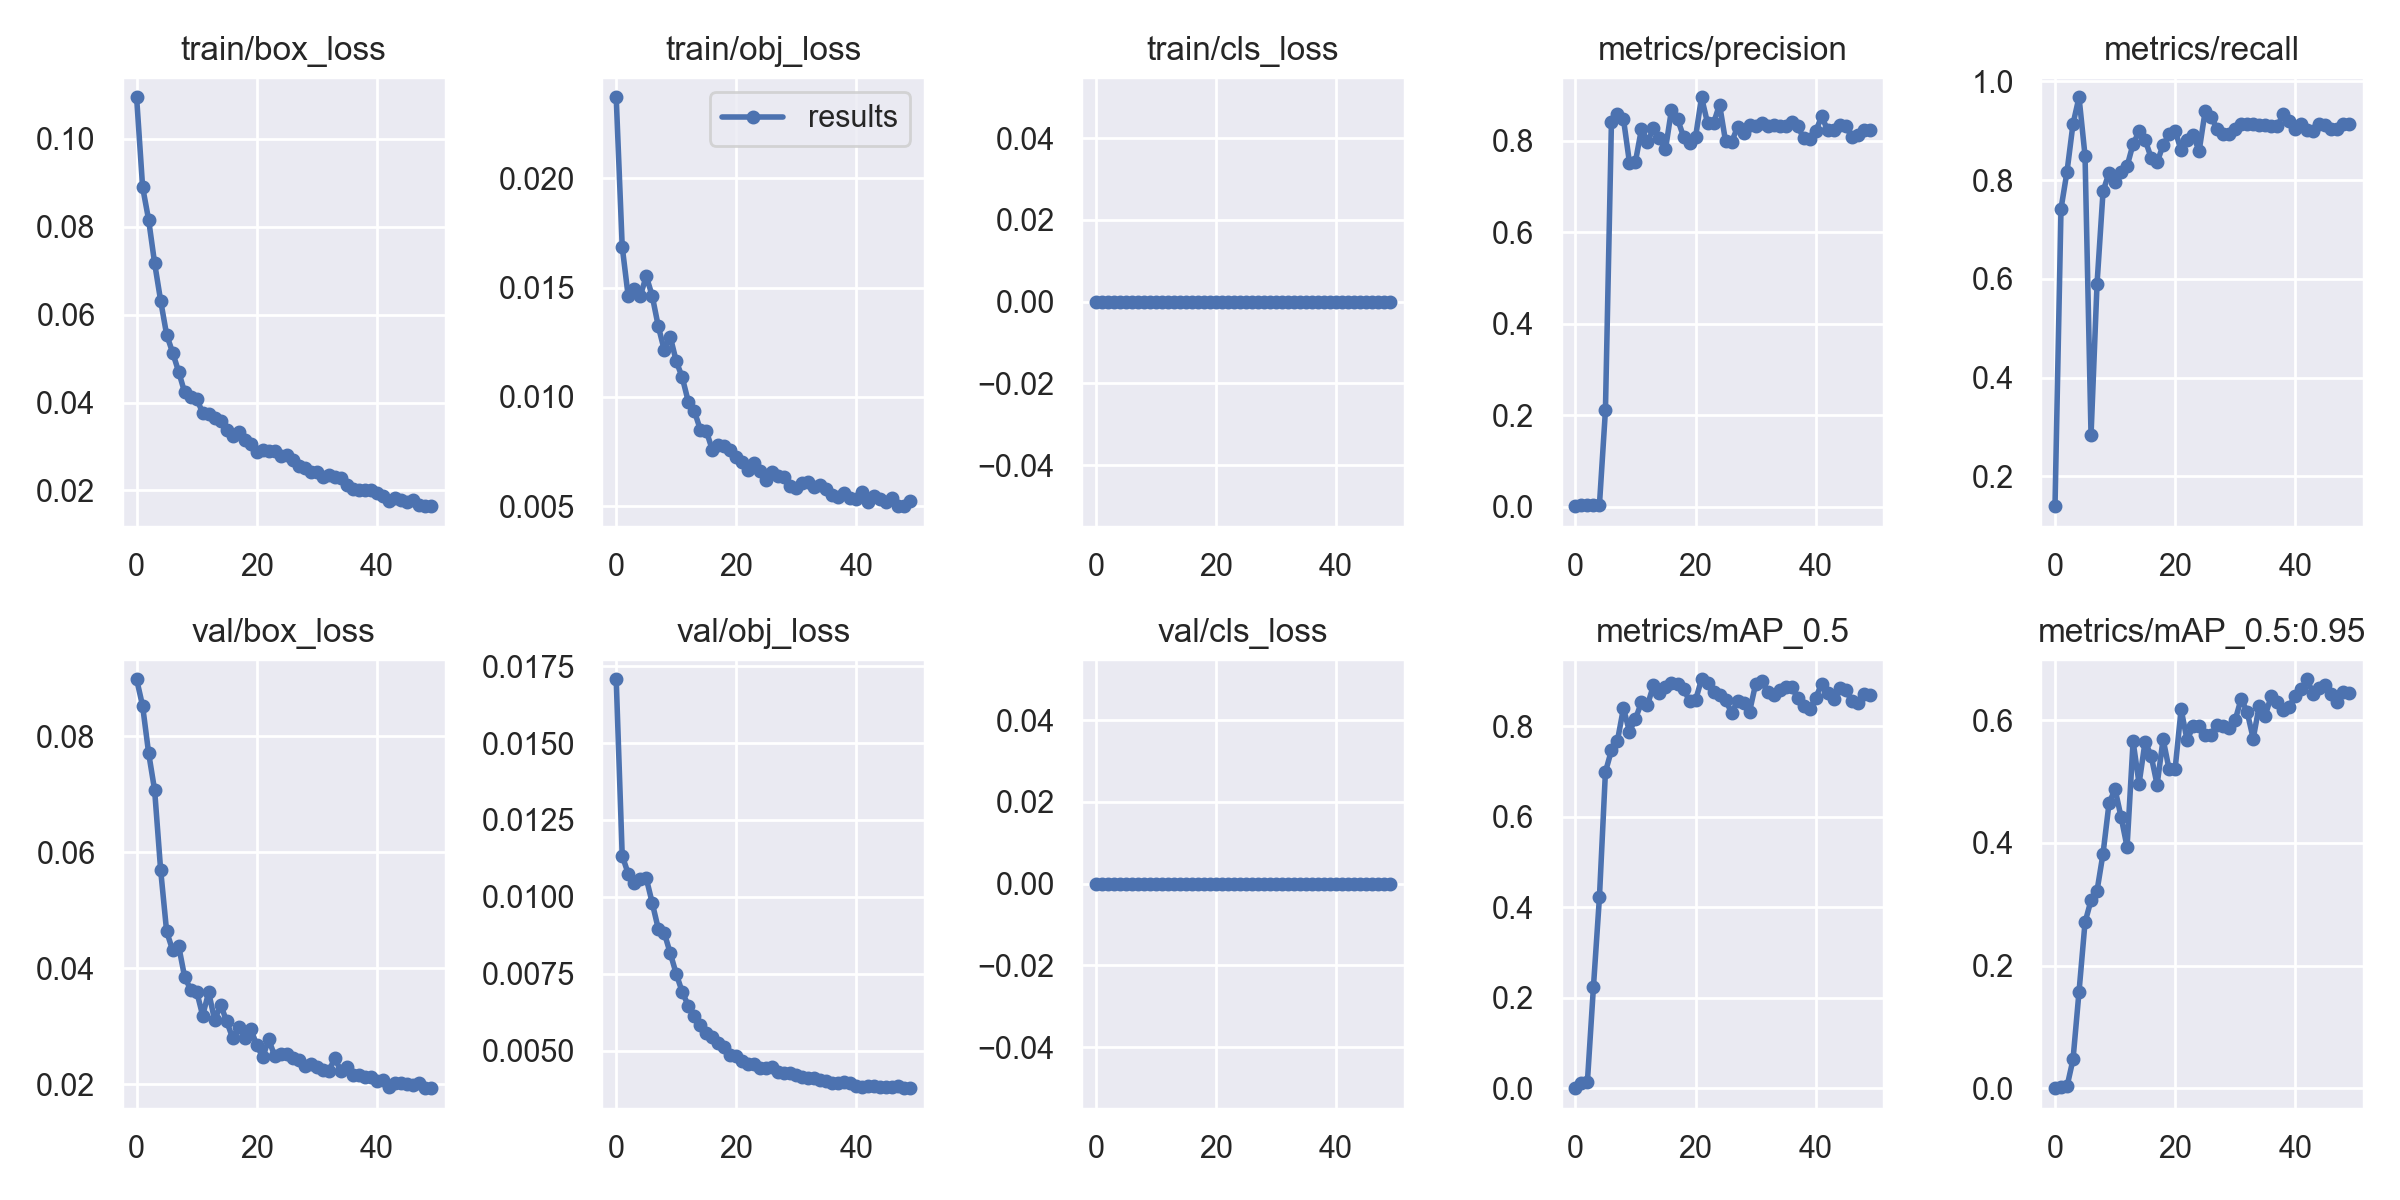 train/box_loss
0.10
0.08
0.06
0.04
0.02
0 20 40
train/obj_loss
results
0.020
0.015
0.010
0.005
0 20 40
train/cls_loss
0.04
0.02
0.00
−0.02
−0.04
0 20 40
metrics/precision
0.8
0.6
0.4
0.2
0.0
0 20 40
metrics/recall
1.0
0.8
0.6
0.4
0.2
0 20 40
val/box_loss
0.08
0.06
0.04
0.02
0 20 40
val/obj_loss
0.0175
0.0150
0.0125
0.0100
0.0075
0.0050
0 20 40
val/cls_loss
0.04
0.02
0.00
−0.02
−0.04
0 20 40
metrics/mAP_0.5
0.8
0.6
0.4
0.2
0.0
0 20 40
metrics/mAP_0.5:0.95
0.6
0.4
0.2
0.0
0 20 40